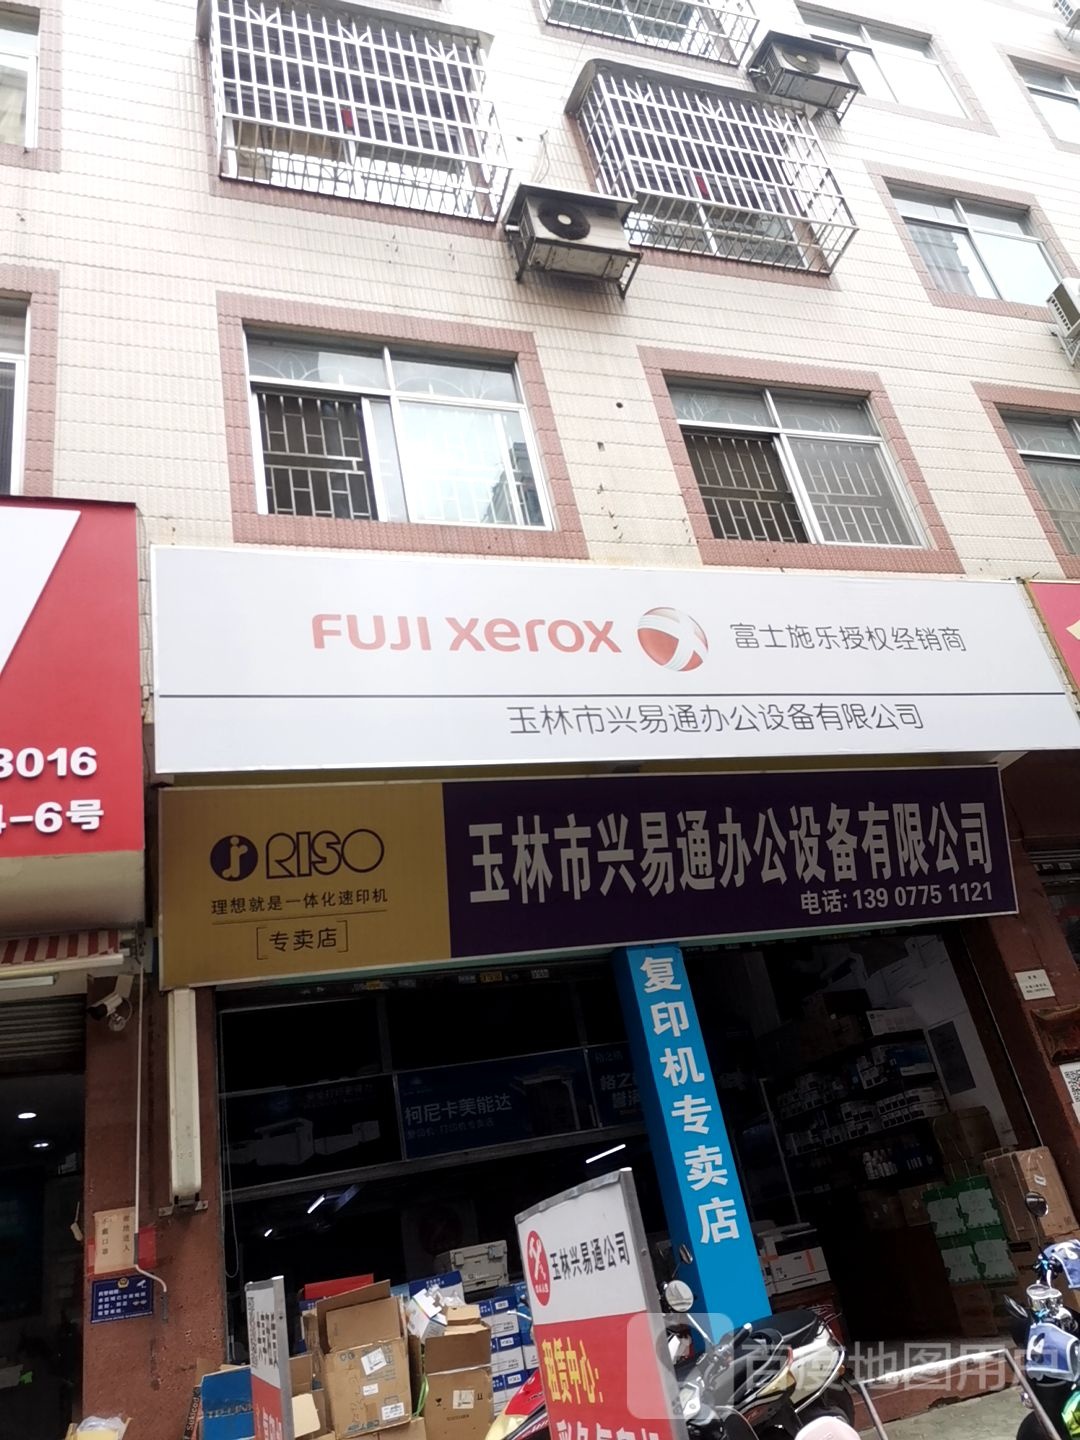 FUJI xerox 富士施乐授权经销商
玉林市兴易通办公设备有限公司
3016
4-6号
RISO
理想就是一体化速印机
专卖店
玉林市兴易通办公设备有限公司
电话: 139 0775 1121
复印机专卖店
柯尼卡美能达
玉林兴易通公司
租赁中心:
TP-LINK
百度地图用户